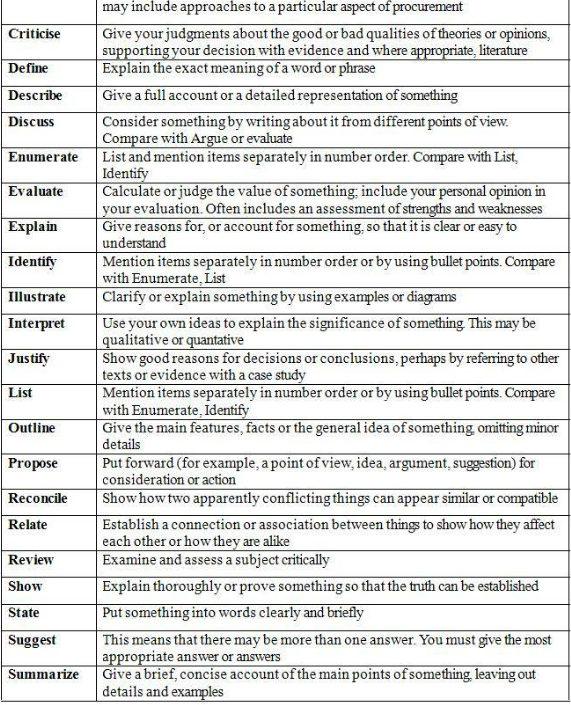 may include approaches to a particular aspect of procurement
Criticise Give your judgments about the good or bad qualities of theories or opinions,
supporting your decision with evidence and where appropriate, literature
Define Explain the exact meaning of a word or phrase
Describe Give a full account or a detailed representation of something
Discuss Consider something by writing about it from different points of view.
Compare with Argue or evaluate
Enumerate List and mention items separately in number order. Compare with List,
Identify
Evaluate Calculate or judge the value of something; include your personal opinion in
your evaluation. Often includes an assessment of strengths and weaknesses
Explain Give reasons for, or account for something, so that it is clear or easy to
understand
Identify Mention items separately in number order or by using bullet points. Compare
with Enumerate, List
Illustrate Clarify or explain something by using examples or diagrams
Interpret Use your own ideas to explain the significance of something. This may be
qualitative or quantative
Justify Show good reasons for decisions or conclusions, perhaps by referring to other
texts or evidence with a case study
List Mention items separately in number order or by using bullet points. Compare
with Enumerate, Identify
Outline Give the main features, facts or the general idea of something, omitting minor
details
Propose Put forward (for example, a point of view, idea, argument, suggestion) for
consideration or action
Reconcile Show how two apparently conflicting things can appear similar or compatible
Relate Establish a connection or association between things to show how they affect
each other or how they are alike
Review Examine and assess a subject critically
Show Explain thoroughly or prove something so that the truth can be established
State Put something into words clearly and briefly
Suggest This means that there may be more than one answer. You must give the most
appropriate answer or answers
Summarize Give a brief, concise account of the main points of something, leaving out
details and examples